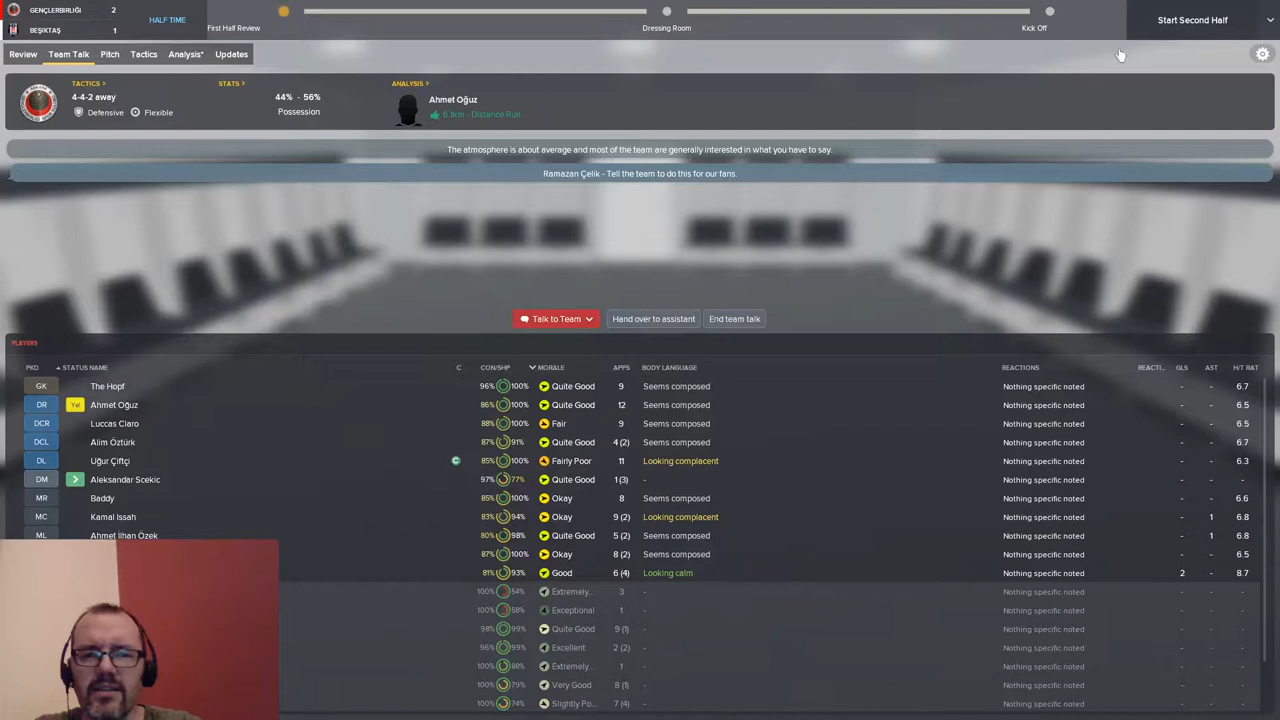 GENÇLERBIRLIĞI 2
BEŞIKTAŞ 1
HALF TIME
First Half Review
Dressing Room
Kick Off
Start Second Half
Review Team Talk Pitch Tactics Analysis* Updates
TACTICS > STATS > ANALYSIS >
4-4-2 away
Defensive Flexible
44% - 56%
Possession
Ahmet Oğuz
6.1km - Distance Run
The atmosphere is about average and most of the team are generally interested in what you have to say.
Ramazan Çelik - Tell the team to do this for our fans.
Talk to Team Hand over to assistant End team talk
PLAYERS
PKD STATUS NAME C CON/SHP MORALE APPS BODY LANGUAGE REACTIONS REACTI... GLS AST H/T RAT
GK The Hopf 96% 100% Quite Good 9 Seems composed Nothing specific noted - - - 6.7
DR Yel Ahmet Oğuz 86% 100% Quite Good 12 Seems composed Nothing specific noted - - - 6.5
DCR Luccas Claro 88% 100% Fair 9 Seems composed Nothing specific noted - - - 6.5
DCL Alim Öztürk 87% 91% Quite Good 4 (2) Seems composed Nothing specific noted - - - 6.7
DL Uğur Çiftçi C 85% 100% Fairly Poor 11 Looking complacent Nothing specific noted - - - 6.3
DM Aleksandar Scekic 97% 77% Quite Good 1 (3) - Nothing specific noted - - - -
MR Baddy 85% 100% Okay 8 Seems composed Nothing specific noted - - - 6.6
MC Kamal Issah 83% 94% Okay 9 (2) Looking complacent Nothing specific noted - - 1 6.8
ML Ahmet Ilhan Özek 80% 98% Quite Good 5 (2) Seems composed Nothing specific noted - - 1 6.8
87% 100% Okay 8 (2) Seems composed Nothing specific noted - - - 6.5
81% 93% Good 6 (4) Looking calm Nothing specific noted - 2 - 8.7
100% 54% Extremely... 3 - Nothing specific noted - - - -
100% 58% Exceptional 1 - Nothing specific noted - - - -
98% 99% Quite Good 9 (1) - Nothing specific noted - - - -
96% 99% Excellent 2 (2) - Nothing specific noted - - - -
100% 88% Extremely... 1 - Nothing specific noted - - - -
100% 79% Very Good 8 (1) - Nothing specific noted - - - -
100% 74% Slightly Po... 7 (4) - Nothing specific noted - - - -